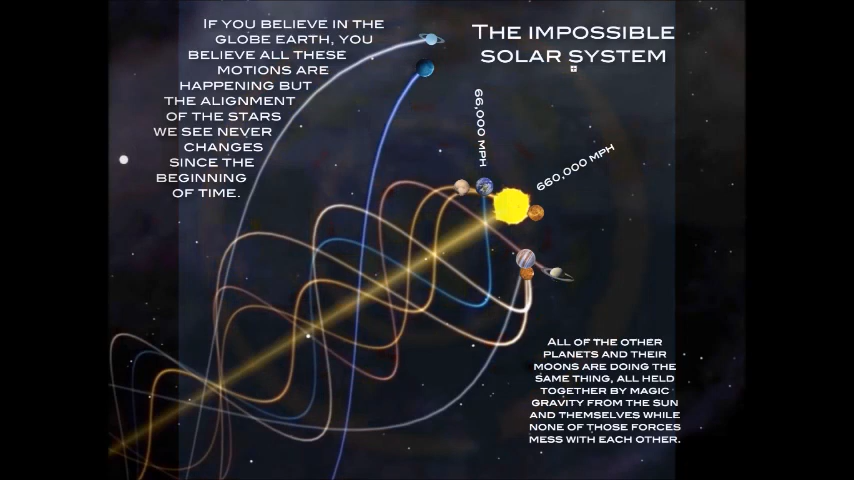 If you believe in the
globe Earth, you
believe all these
motions are
happening but
the alignment
of the stars
we see never
changes
since the
beginning
of time.
The impossible
solar system
66,000 mph
660,000 mph
All of the other
planets and their
moons are doing the
same thing, all held
together by magic
gravity from the sun
and themselves while
none of those forces
mess with each other.